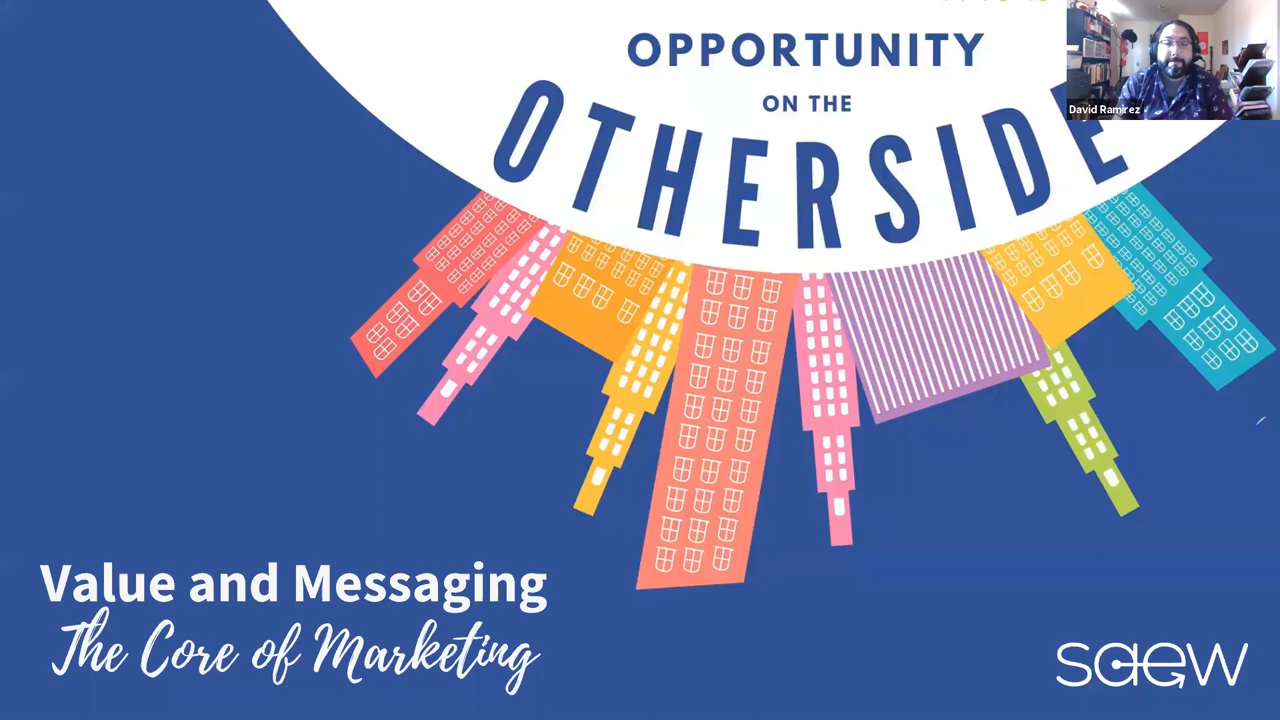 OPPORTUNITY
ON THE
OTHERSIDE
David Ramirez
Value and Messaging
The Core of Marketing
saew